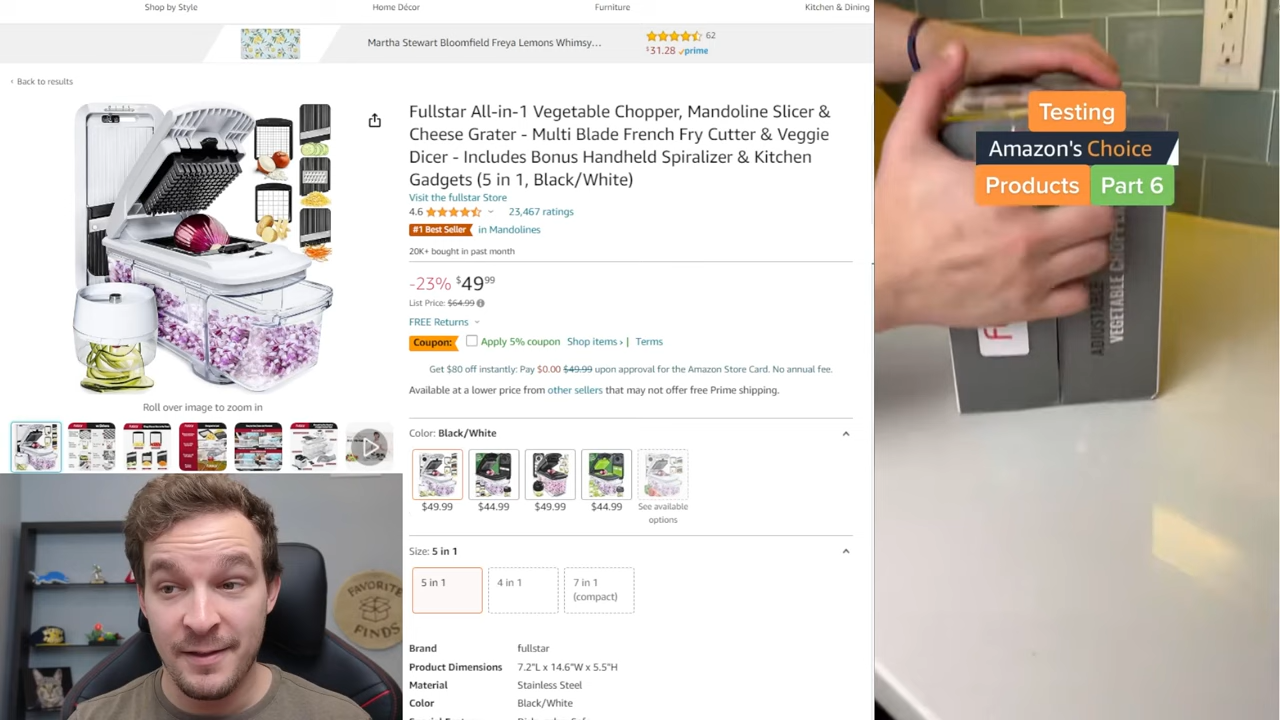 Shop by Style
Home Décor
Furniture
Kitchen & Dining
Martha Stewart Bloomfield Freya Lemons Whimsy…
62
$31.28 prime
‹ Back to results
Fullstar All-in-1 Vegetable Chopper, Mandoline Slicer &
Cheese Grater - Multi Blade French Fry Cutter & Veggie
Dicer - Includes Bonus Handheld Spiralizer & Kitchen
Gadgets (5 in 1, Black/White)
Visit the fullstar Store
4.6
23,467 ratings
#1 Best Seller in Mandolines
20K+ bought in past month
-23% $49 99
List Price: $64.99
FREE Returns
Coupon: Apply 5% coupon Shop items › | Terms
Get $80 off instantly: Pay $0.00 $49.99 upon approval for the Amazon Store Card. No annual fee.
Available at a lower price from other sellers that may not offer free Prime shipping.
Roll over image to zoom in
Color: Black/White
$49.99
$44.99
$49.99
$44.99
See available
options
Size: 5 in 1
5 in 1
4 in 1
7 in 1
(compact)
Brand fullstar
Product Dimensions 7.2"L x 14.6"W x 5.5"H
Material Stainless Steel
Color Black/White
Testing
Amazon's Choice
Products Part 6
ADJUSTABLE
VEGETABLE CHOPPER
FAVORITE
FINDS